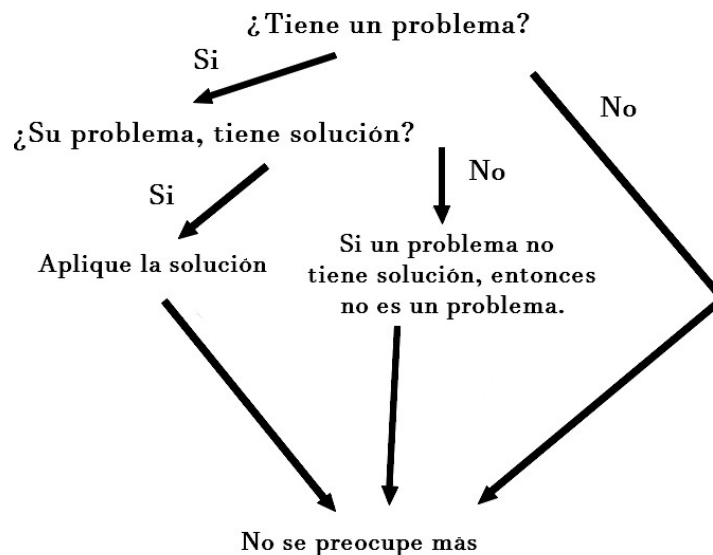 ¿Tiene un problema?
Si
No
¿Su problema, tiene solución?
Si
No
Aplique la solución
Si un problema no
tiene solución, entonces
no es un problema.
No se preocupe más